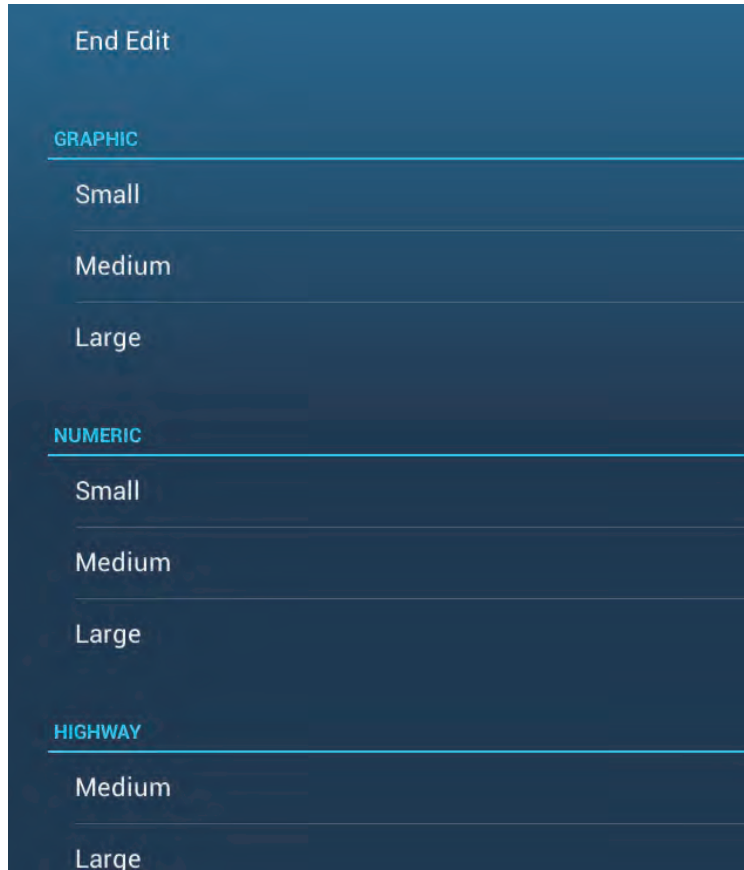 End Edit
GRAPHIC
Small
Medium
Large
NUMERIC
Small
Medium
Large
HIGHWAY
Medium
Large